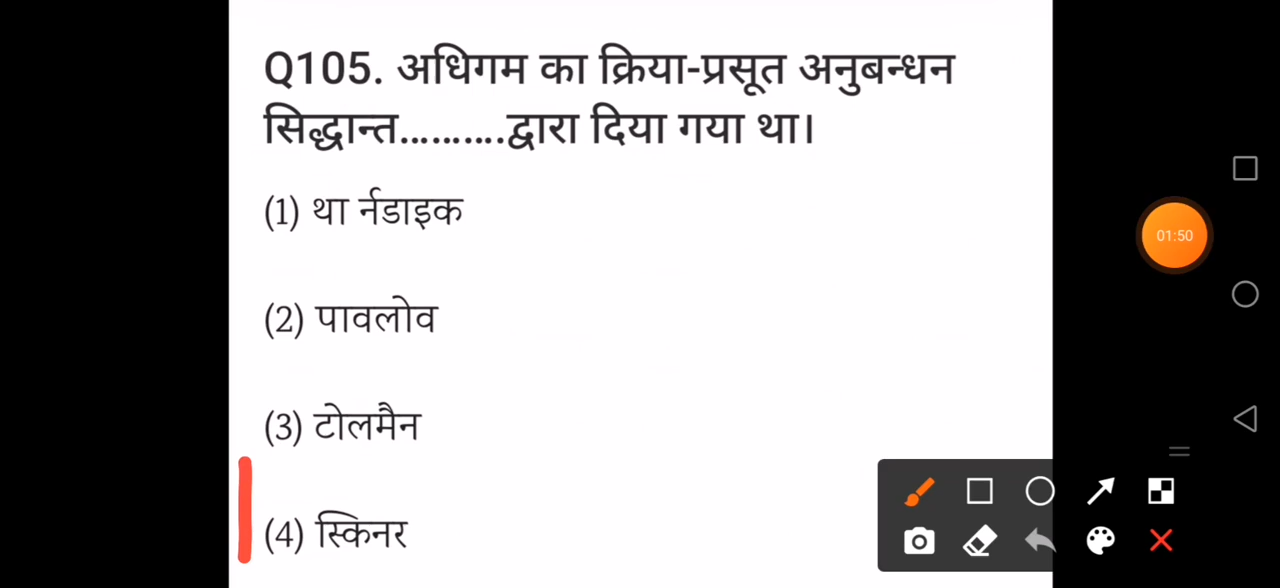 Q105. अधिगम का क्रिया-प्रसूत अनुबन्धन
सिद्धान्त..........द्वारा दिया गया था।
(1) था र्नडाइक
(2) पावलोव
(3) टोलमैन
(4) स्किनर
01:50